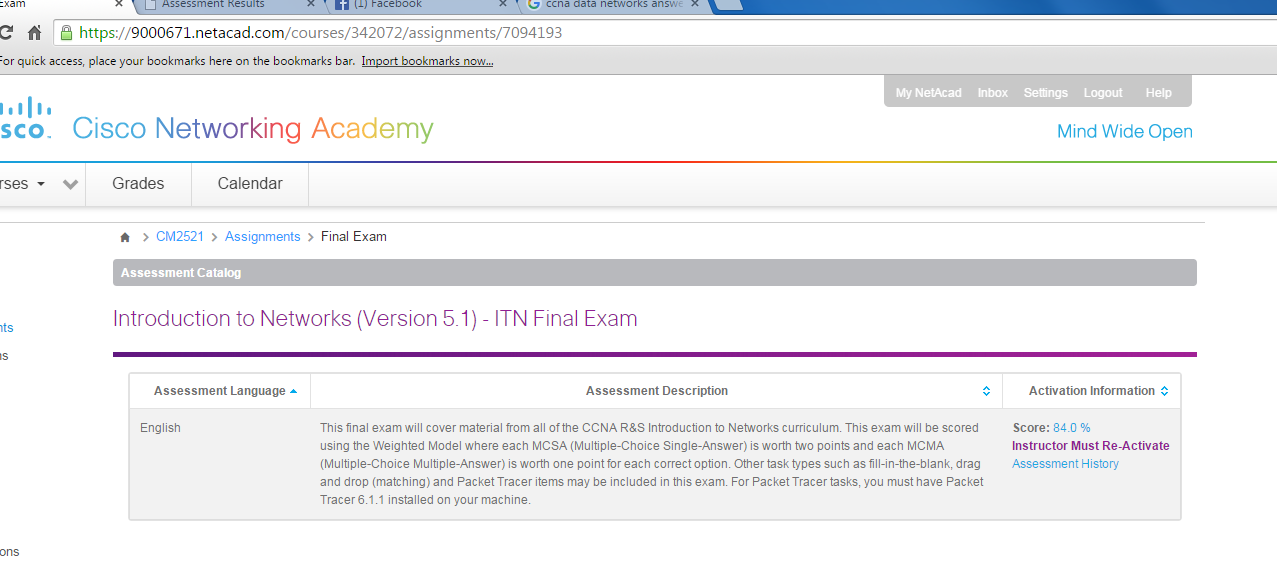 Exam
Assessment Results
(1) Facebook
ccna data networks answe
https://9000671.netacad.com/courses/342072/assignments/7094193
For quick access, place your bookmarks here on the bookmarks bar. Import bookmarks now...
My NetAcad Inbox Settings Logout Help
sco. Cisco Networking Academy
Mind Wide Open
rses Grades Calendar
CM2521 > Assignments > Final Exam
Assessment Catalog
Introduction to Networks (Version 5.1) - ITN Final Exam
nts
ns
Assessment Language Assessment Description Activation Information
English
This final exam will cover material from all of the CCNA R&S Introduction to Networks curriculum. This exam will be scored
using the Weighted Model where each MCSA (Multiple-Choice Single-Answer) is worth two points and each MCMA
(Multiple-Choice Multiple-Answer) is worth one point for each correct option. Other task types such as fill-in-the-blank, drag
and drop (matching) and Packet Tracer items may be included in this exam. For Packet Tracer tasks, you must have Packet
Tracer 6.1.1 installed on your machine.
Score: 84.0 %
Instructor Must Re-Activate
Assessment History
ons